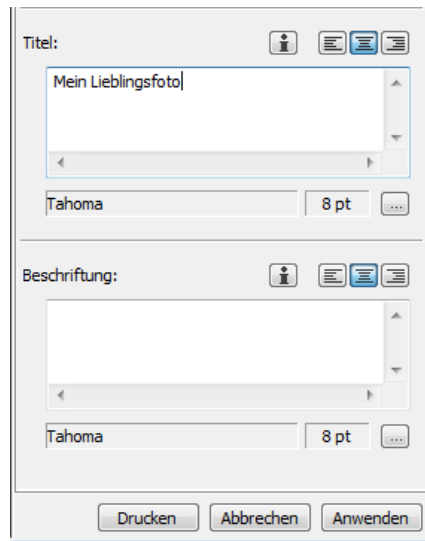 Titel:
Mein Lieblingsfoto
Tahoma 8 pt ...
Beschriftung:
Tahoma 8 pt ...
Drucken Abbrechen Anwenden